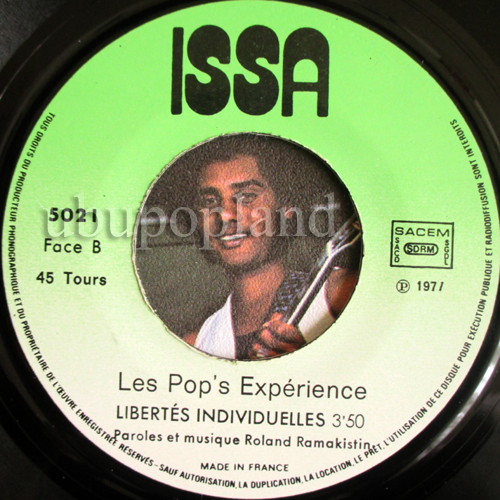 ISSA
ubupopland
5021
Face B
45 Tours
SACEM
SACD SDRM SGDL
Ⓟ 197
Les Pop's Expérience
LIBERTÉS INDIVIDUELLES 3'50
Paroles et musique Roland Ramakistin
MADE IN FRANCE
TOUS DROITS DU PRODUCTEUR PHONOGRAPHIQUE ET DU PROPRIÉTAIRE DE L'ŒUVRE ENREGISTRÉE RÉSERVÉS - SAUF AUTORISATION, LA DUPLICATION, LA LOCATION, LE PRÊT, L'UTILISATION DE CE DISQUE POUR EXÉCUTION PUBLIQUE ET RADIODIFFUSION SONT INTERDITS